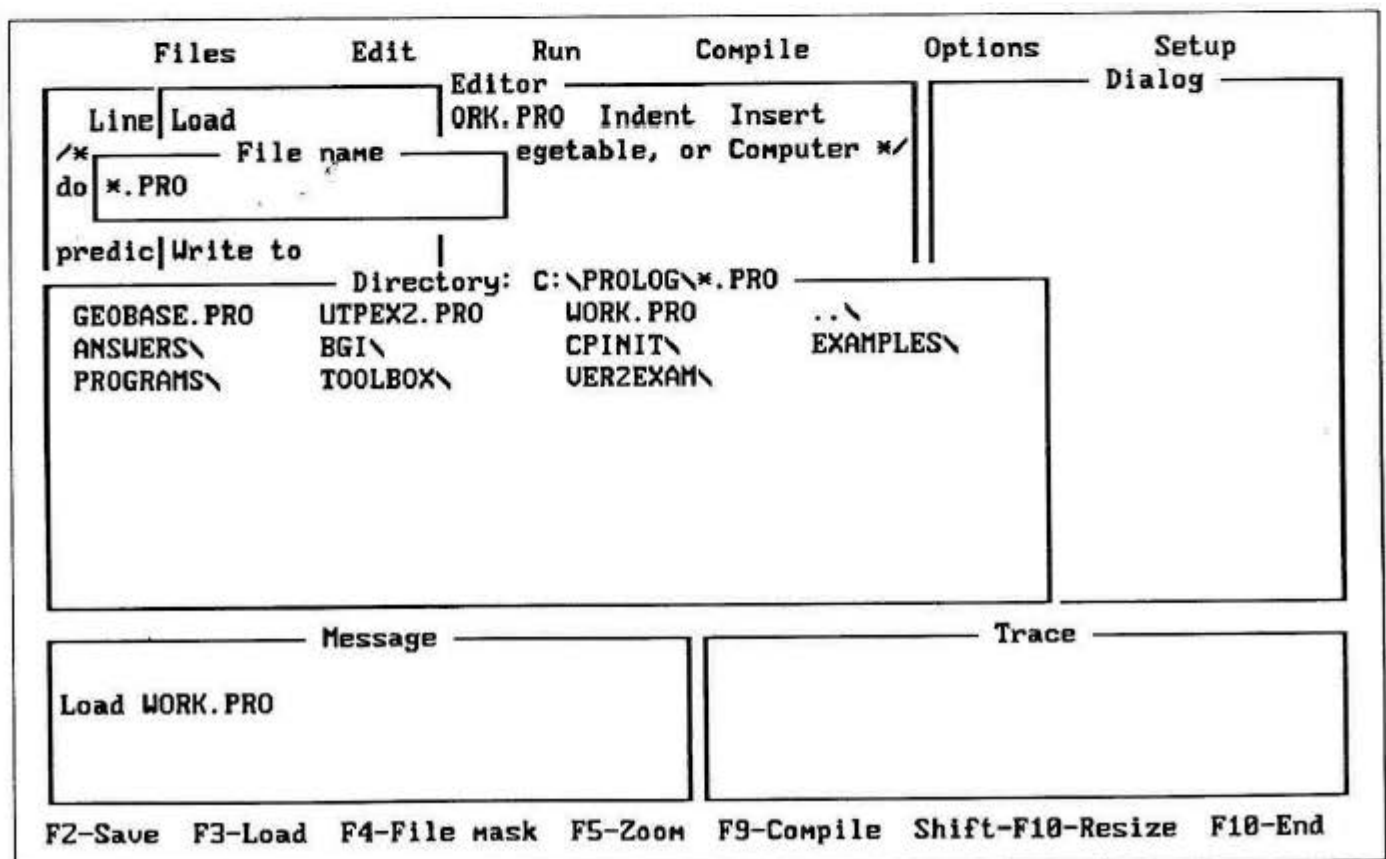 Files Edit Run Compile Options Setup
Editor Dialog
Line Load ORK.PRO Indent Insert
/* File name egetable, or Computer */
do *.PRO
predic Write to
Directory: C:\PROLOG\*.PRO
GEOBASE.PRO UTPEX2.PRO WORK.PRO ..\
ANSWERS\ BGI\ CPINIT\ EXAMPLES\
PROGRAMS\ TOOLBOX\ VER2EXAM\
Message Trace
Load WORK.PRO
F2-Save F3-Load F4-File mask F5-Zoom F9-Compile Shift-F10-Resize F10-End